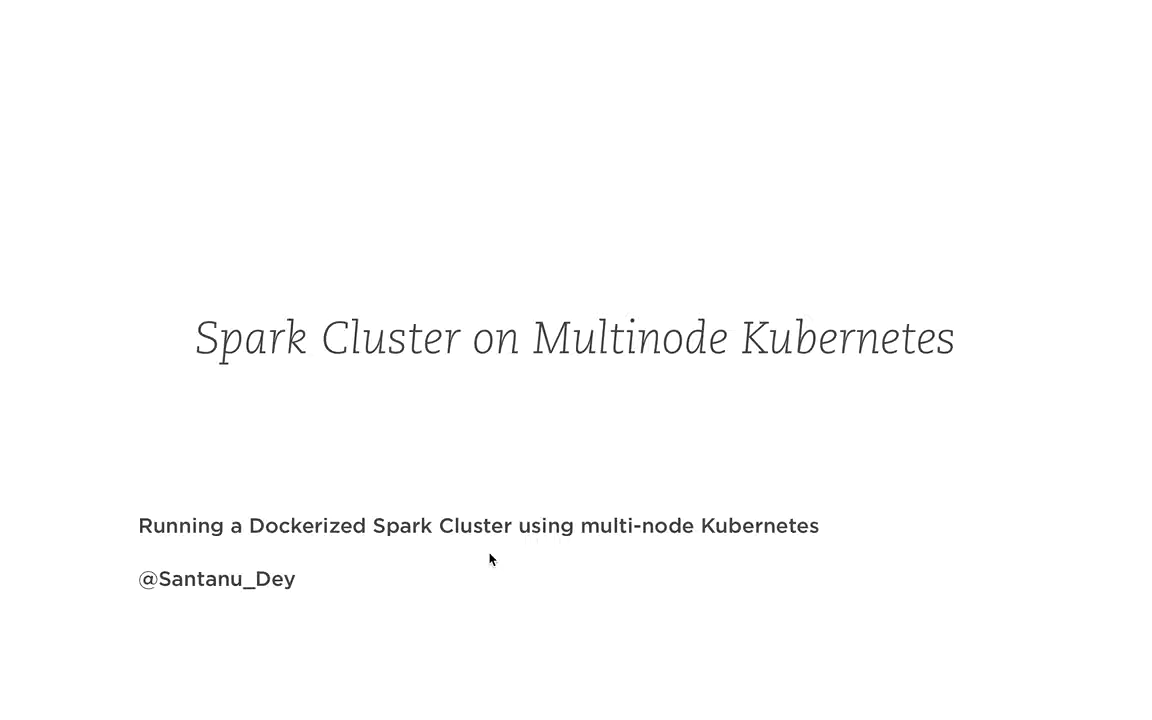 Spark Cluster on Multinode Kubernetes
Running a Dockerized Spark Cluster using multi-node Kubernetes
@Santanu_Dey